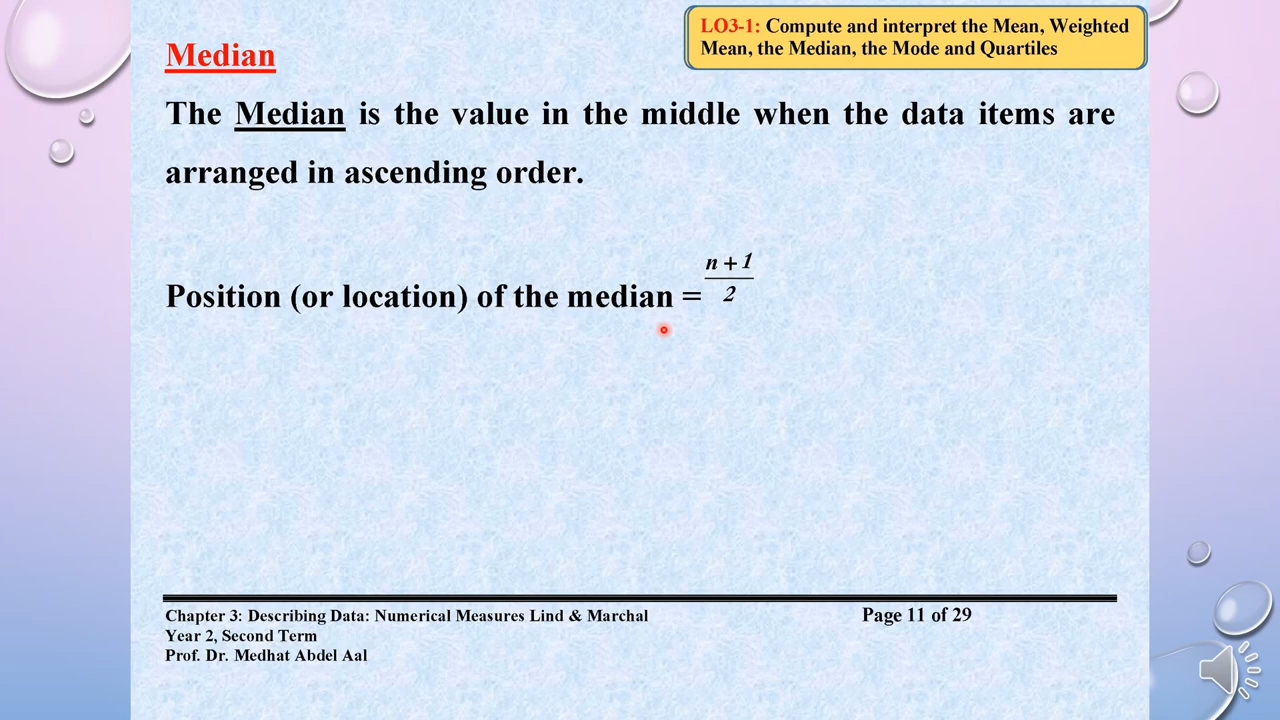 LO3-1: Compute and interpret the Mean, Weighted
Mean, the Median, the Mode and Quartiles
Median
The Median is the value in the middle when the data items are
arranged in ascending order.
Position (or location) of the median = n + 1
2
Chapter 3: Describing Data: Numerical Measures Lind & Marchal Page 11 of 29
Year 2, Second Term
Prof. Dr. Medhat Abdel Aal